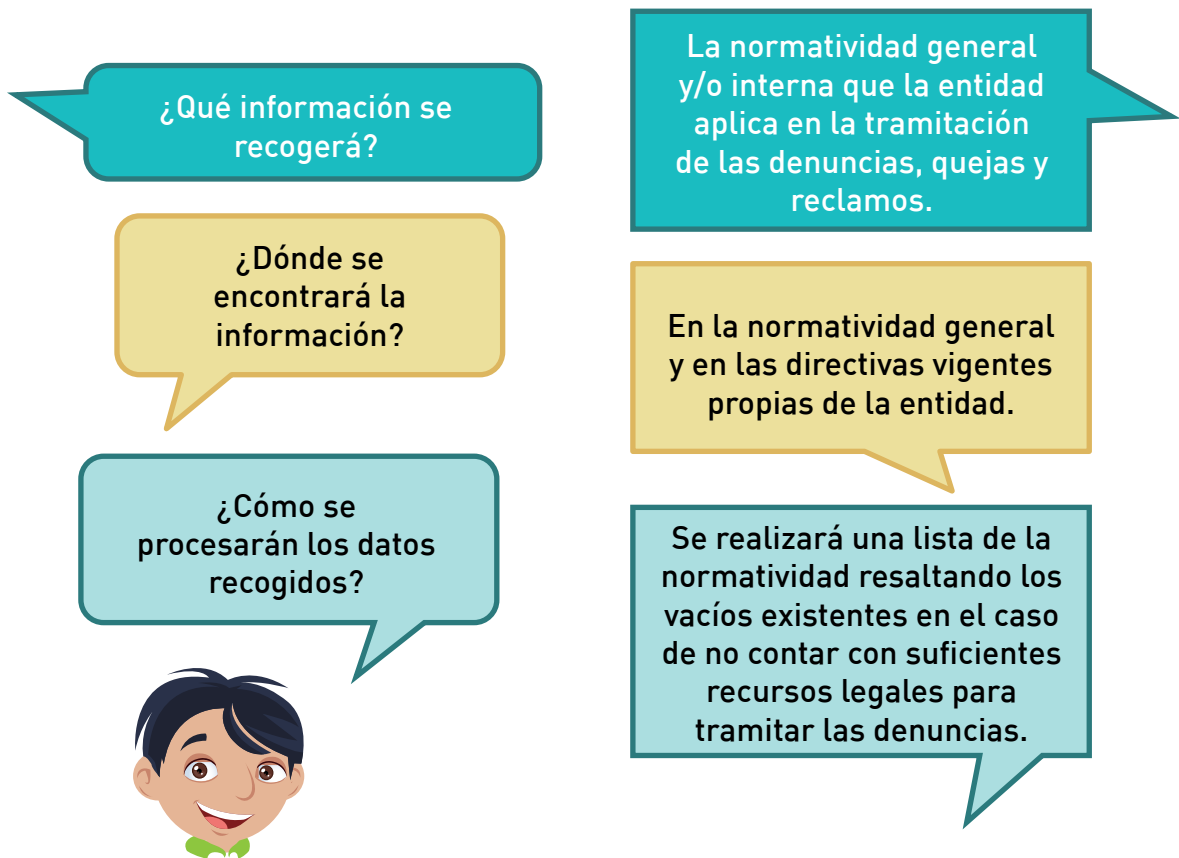 ¿Qué información se
recogerá?
La normatividad general
y/o interna que la entidad
aplica en la tramitación
de las denuncias, quejas y
reclamos.
¿Dónde se
encontrará la
información?
En la normatividad general
y en las directivas vigentes
propias de la entidad.
¿Cómo se
procesarán los datos
recogidos?
Se realizará una lista de la
normatividad resaltando los
vacíos existentes en el caso
de no contar con suficientes
recursos legales para
tramitar las denuncias.